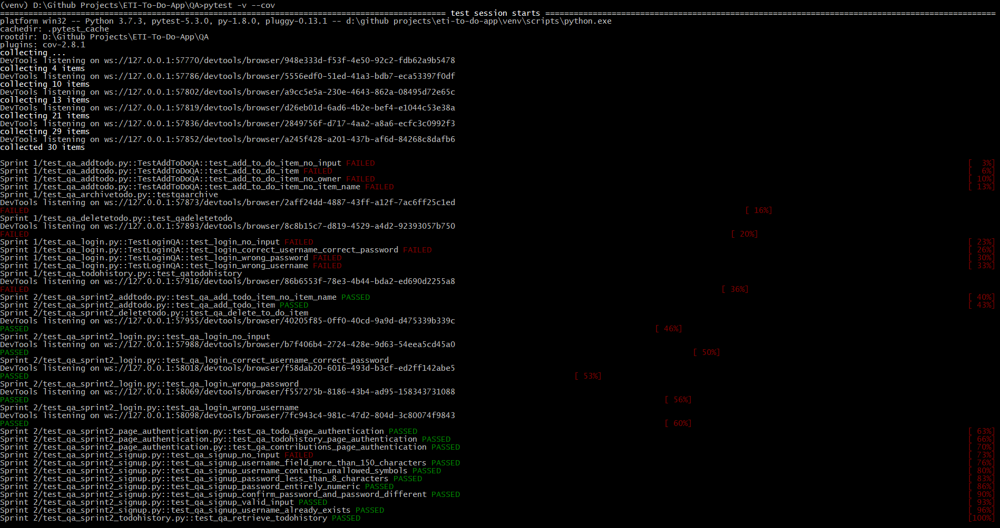 (venv) D:\Github Projects\ETI-To-Do-App\QA>pytest -v --cov
============================================================================================== test session starts ===============================================================================================
platform win32 -- Python 3.7.3, pytest-5.3.0, py-1.8.0, pluggy-0.13.1 -- d:\github projects\eti-to-do-app\venv\scripts\python.exe
cachedir: .pytest_cache
rootdir: D:\Github Projects\ETI-To-Do-App\QA
plugins: cov-2.8.1
collecting ...
DevTools listening on ws://127.0.0.1:57770/devtools/browser/948e333d-f53f-4e50-92c2-fdb62a9b5478
collecting 4 items
DevTools listening on ws://127.0.0.1:57786/devtools/browser/5556edf0-51ed-41a3-bdb7-eca53397f0df
collecting 10 items
DevTools listening on ws://127.0.0.1:57802/devtools/browser/a9cc5e5a-230e-4643-862a-08495d72e65c
collecting 13 items
DevTools listening on ws://127.0.0.1:57819/devtools/browser/d26eb01d-6ad6-4b2e-bef4-e1044c53e38a
collecting 21 items
DevTools listening on ws://127.0.0.1:57836/devtools/browser/2849756f-d717-4aa2-a8a6-ecfc3c0992f3
collecting 29 items
DevTools listening on ws://127.0.0.1:57852/devtools/browser/a245f428-a201-437b-af6d-84268c8dafb6
collected 30 items
Sprint 1/test_qa_addtodo.py::TestAddToDoQA::test_add_to_do_item_no_input FAILED [  3%]
Sprint 1/test_qa_addtodo.py::TestAddToDoQA::test_add_to_do_item FAILED [  6%]
Sprint 1/test_qa_addtodo.py::TestAddToDoQA::test_add_to_do_item_no_owner FAILED [ 10%]
Sprint 1/test_qa_addtodo.py::TestAddToDoQA::test_add_to_do_item_no_item_name FAILED [ 13%]
Sprint 1/test_qa_archivetodo.py::testqaarchive
DevTools listening on ws://127.0.0.1:57873/devtools/browser/2aff24dd-4887-43ff-a12f-7ac6ff25c1ed
FAILED [ 16%]
Sprint 1/test_qa_deletetodo.py::test_qadeletetodo
DevTools listening on ws://127.0.0.1:57893/devtools/browser/8c8b15c7-d819-4529-a4d2-92393057b750
FAILED [ 20%]
Sprint 1/test_qa_login.py::TestLoginQA::test_login_no_input FAILED [ 23%]
Sprint 1/test_qa_login.py::TestLoginQA::test_login_correct_username_correct_password FAILED [ 26%]
Sprint 1/test_qa_login.py::TestLoginQA::test_login_wrong_password FAILED [ 30%]
Sprint 1/test_qa_login.py::TestLoginQA::test_login_wrong_username FAILED [ 33%]
Sprint 1/test_qa_todohistory.py::test_qatodohistory
DevTools listening on ws://127.0.0.1:57916/devtools/browser/86b6553f-78e3-4b44-bda2-ed690d2255a8
FAILED [ 36%]
Sprint 2/test_qa_sprint2_addtodo.py::test_qa_add_todo_item_no_item_name PASSED [ 40%]
Sprint 2/test_qa_sprint2_addtodo.py::test_qa_add_todo_item PASSED [ 43%]
Sprint 2/test_qa_sprint2_deletetodo.py::test_qa_delete_to_do_item
DevTools listening on ws://127.0.0.1:57955/devtools/browser/40205f85-0ff0-40cd-9a9d-d475339b339c
PASSED [ 46%]
Sprint 2/test_qa_sprint2_login.py::test_qa_login_no_input
DevTools listening on ws://127.0.0.1:57988/devtools/browser/b7f406b4-2724-428e-9d63-54eea5cd45a0
PASSED [ 50%]
Sprint 2/test_qa_sprint2_login.py::test_qa_login_correct_username_correct_password
DevTools listening on ws://127.0.0.1:58018/devtools/browser/f58dab20-6016-493d-b3cf-ed2ff142abe5
PASSED [ 53%]
Sprint 2/test_qa_sprint2_login.py::test_qa_login_wrong_password
DevTools listening on ws://127.0.0.1:58069/devtools/browser/f557275b-8186-43b4-ad95-158343731088
PASSED [ 56%]
Sprint 2/test_qa_sprint2_login.py::test_qa_login_wrong_username
DevTools listening on ws://127.0.0.1:58098/devtools/browser/7fc943c4-981c-47d2-804d-3c80074f9843
PASSED [ 60%]
Sprint 2/test_qa_sprint2_page_authentication.py::test_qa_todo_page_authentication PASSED [ 63%]
Sprint 2/test_qa_sprint2_page_authentication.py::test_qa_todohistory_page_authentication PASSED [ 66%]
Sprint 2/test_qa_sprint2_page_authentication.py::test_qa_contributions_page_authentication PASSED [ 70%]
Sprint 2/test_qa_sprint2_signup.py::test_qa_signup_no_input FAILED [ 73%]
Sprint 2/test_qa_sprint2_signup.py::test_qa_signup_username_field_more_than_150_characters PASSED [ 76%]
Sprint 2/test_qa_sprint2_signup.py::test_qa_signup_username_contains_unallowed_symbols PASSED [ 80%]
Sprint 2/test_qa_sprint2_signup.py::test_qa_signup_password_less_than_8_characters PASSED [ 83%]
Sprint 2/test_qa_sprint2_signup.py::test_qa_signup_password_entirely_numeric PASSED [ 86%]
Sprint 2/test_qa_sprint2_signup.py::test_qa_signup_confirm_password_and_password_different PASSED [ 90%]
Sprint 2/test_qa_sprint2_signup.py::test_qa_signup_valid_input PASSED [ 93%]
Sprint 2/test_qa_sprint2_signup.py::test_qa_signup_username_already_exists PASSED [ 96%]
Sprint 2/test_qa_sprint2_todohistory.py::test_qa_retrieve_todohistory PASSED [100%]